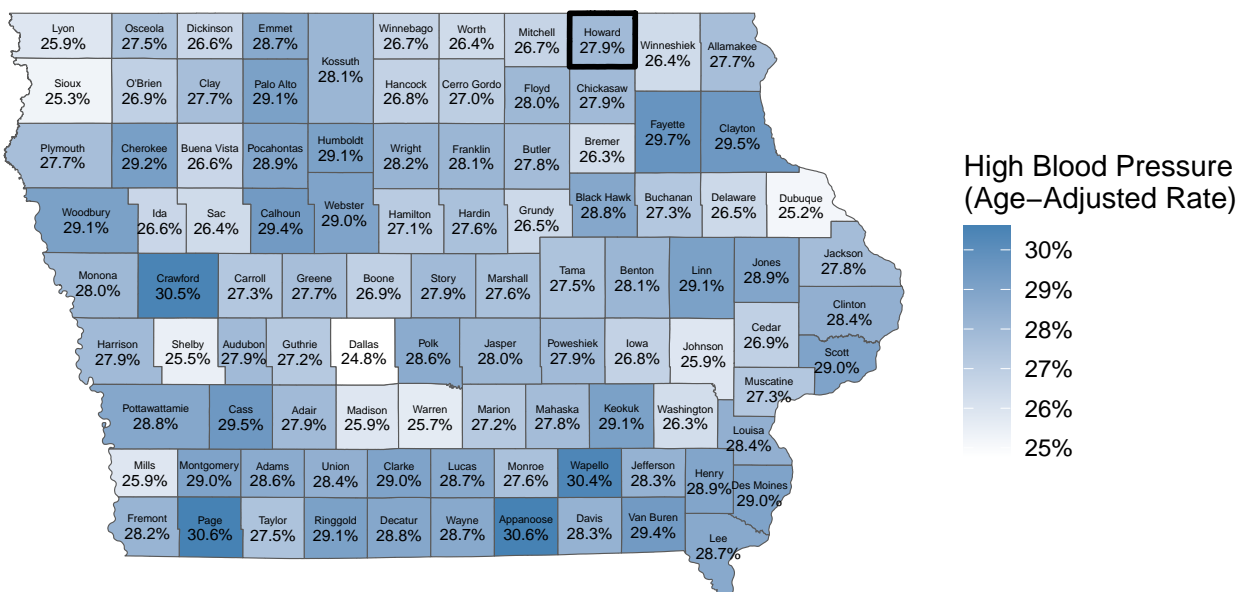 Lyon
25.9%
Osceola
27.5%
Dickinson
26.6%
Emmet
28.7%
Kossuth
28.1%
Winnebago
26.7%
Worth
26.4%
Mitchell
26.7%
Howard
27.9%
Winneshiek
26.4%
Allamakee
27.7%
Sioux
25.3%
O'Brien
26.9%
Clay
27.7%
Palo Alto
29.1%
Hancock
26.8%
Cerro Gordo
27.0%
Floyd
28.0%
Chickasaw
27.9%
Fayette
29.7%
Clayton
29.5%
Plymouth
27.7%
Cherokee
29.2%
Buena Vista
26.6%
Pocahontas
28.9%
Humboldt
29.1%
Wright
28.2%
Franklin
28.1%
Butler
27.8%
Bremer
26.3%
Woodbury
29.1%
Ida
26.6%
Sac
26.4%
Calhoun
29.4%
Webster
29.0%
Hamilton
27.1%
Hardin
27.6%
Grundy
26.5%
Black Hawk
28.8%
Buchanan
27.3%
Delaware
26.5%
Dubuque
25.2%
Monona
28.0%
Crawford
30.5%
Carroll
27.3%
Greene
27.7%
Boone
26.9%
Story
27.9%
Marshall
27.6%
Tama
27.5%
Benton
28.1%
Linn
29.1%
Jones
28.9%
Jackson
27.8%
Clinton
28.4%
Harrison
27.9%
Shelby
25.5%
Audubon
27.9%
Guthrie
27.2%
Dallas
24.8%
Polk
28.6%
Jasper
28.0%
Poweshiek
27.9%
Iowa
26.8%
Johnson
25.9%
Cedar
26.9%
Scott
29.0%
Muscatine
27.3%
Pottawattamie
28.8%
Cass
29.5%
Adair
27.9%
Madison
25.9%
Warren
25.7%
Marion
27.2%
Mahaska
27.8%
Keokuk
29.1%
Washington
26.3%
Louisa
28.4%
Mills
25.9%
Montgomery
29.0%
Adams
28.6%
Union
28.4%
Clarke
29.0%
Lucas
28.7%
Monroe
27.6%
Wapello
30.4%
Jefferson
28.3%
Henry
28.9%
Des Moines
29.0%
Fremont
28.2%
Page
30.6%
Taylor
27.5%
Ringgold
29.1%
Decatur
28.8%
Wayne
28.7%
Appanoose
30.6%
Davis
28.3%
Van Buren
29.4%
Lee
28.7%
High Blood Pressure
(Age−Adjusted Rate)
30%
29%
28%
27%
26%
25%